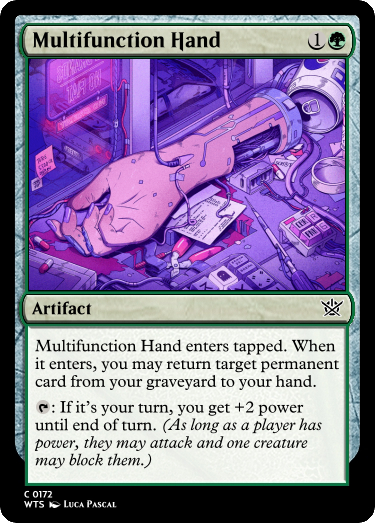 Multifunction Hand 1
Artifact
Multifunction Hand enters tapped. When
it enters, you may return target permanent
card from your graveyard to your hand.
: If it's your turn, you get +2 power
until end of turn. (As long as a player has
power, they may attack and one creature
may block them.)
C 0172
WTS Luca Pascal